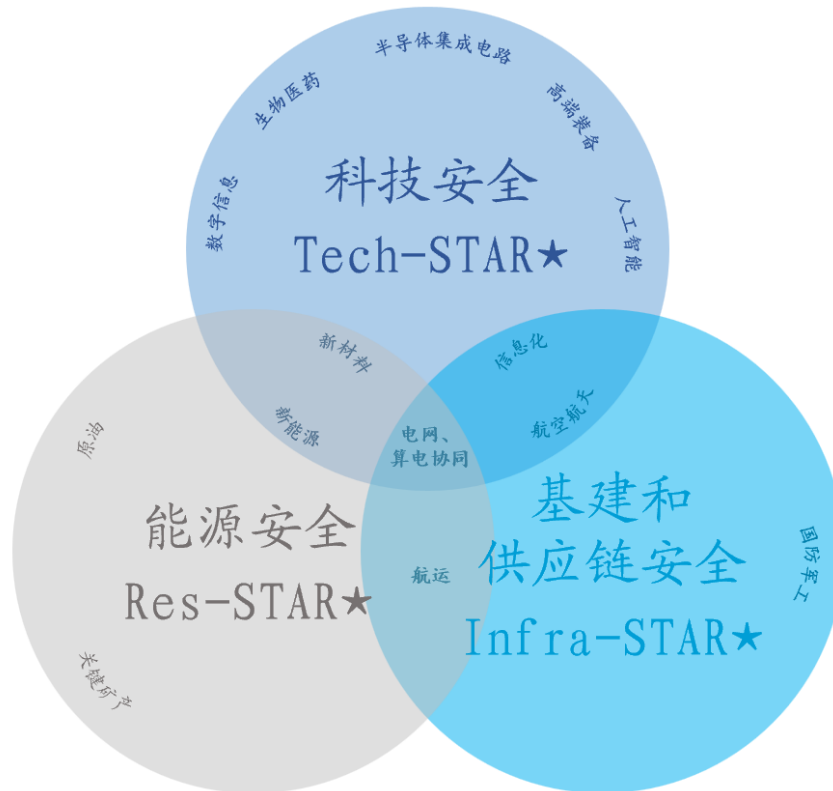 半导体集成电路
生物医药
高端装备
数字信息
人工智能
科技安全
Tech-STAR★
新材料
信息化
新能源
航空航天
电网、
算电协同
原油
能源安全
Res-STAR★
关键矿产
航运
基建和
供应链安全
Infra-STAR★
国防军工